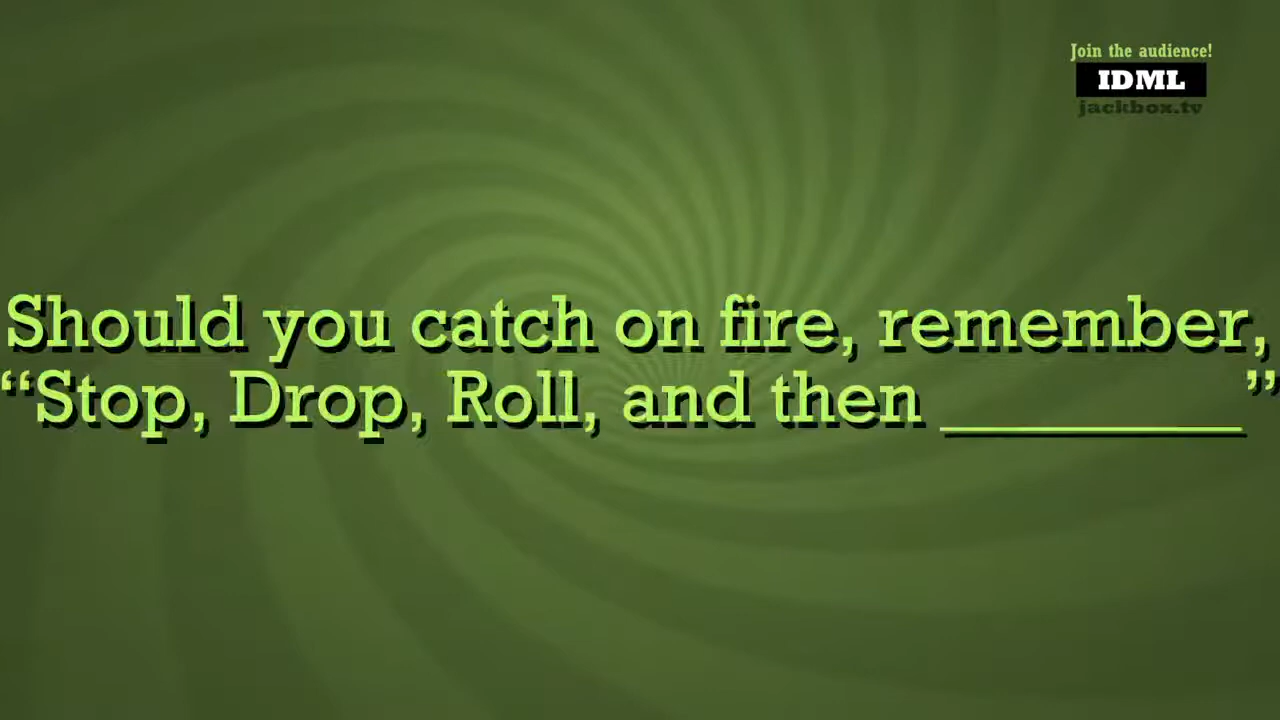 Join the audience!
IDML
jackbox.tv
Should you catch on fire, remember,
“Stop, Drop, Roll, and then ________”